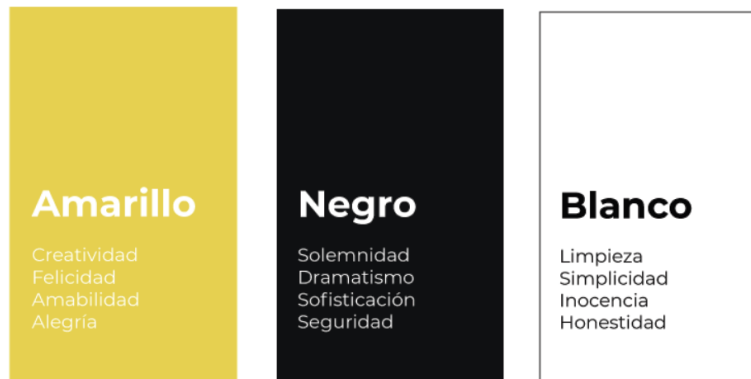 Amarillo
Creatividad
Felicidad
Amabilidad
Alegría
Negro
Solemnidad
Dramatismo
Sofisticación
Seguridad
Blanco
Limpieza
Simplicidad
Inocencia
Honestidad